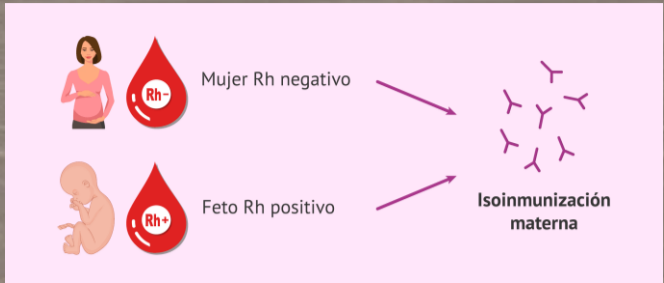 Rh-
Mujer Rh negativo
Rh+
Feto Rh positivo
Isoinmunización
materna